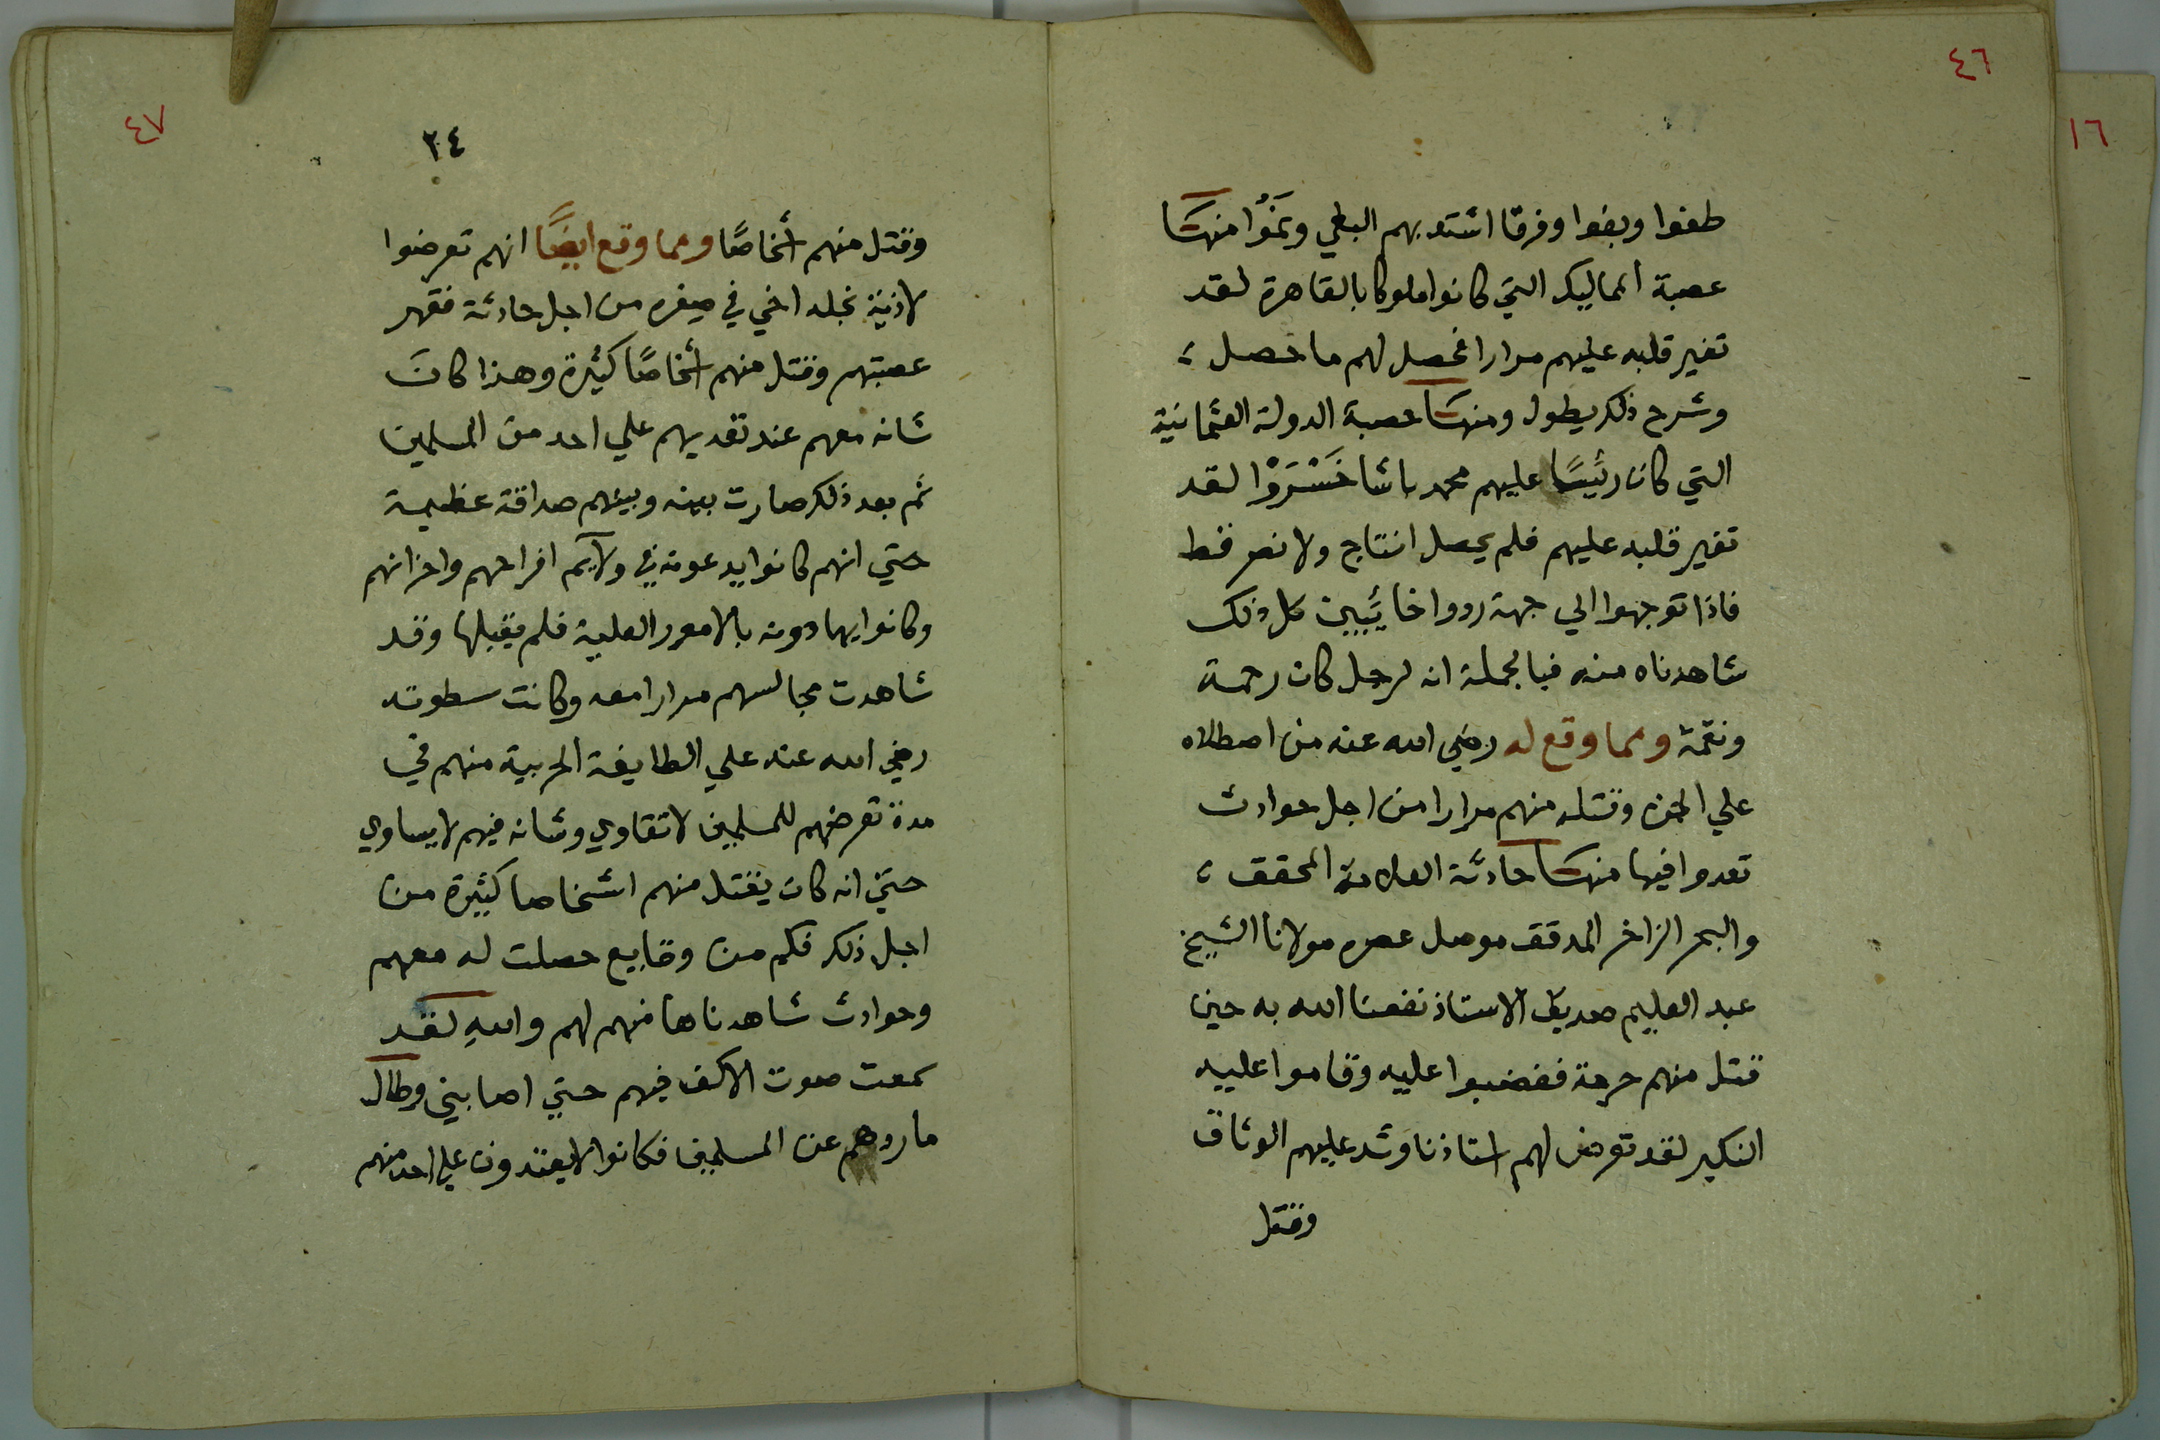 ٤٦
١٦
طغوا وبغوا وفرقا اشتد بهم البغي ونموا منها
عصبة المماليك التي كانوا ملوكا بالقاهرة لقد
تغير قلبه عليهم مرارا فحصل لهم ما حصل ،
وشرح ذلك يطول ومنها عصبة الدولة العثمانية
التي كان رئيسا عليهم محمد باشا خَسْرَوْا لقد
تغير قلبه عليهم فلم يحصل انتاج ولا نصر قط
فاذا توجهوا الي جهة ردوا خايبين كل ذلك
شاهدناه منه فبالجملة انه لرجل كان رحمة
ونقمة ومما وقع له رضي الله عنه من اصطلاه
علي الجن وقتله منهم مرارا من اجل حوادث
تعدوا فيها منها حادثة العلامة المحقق ،
والبحر الزاخر المدقق موصل عصره مولانا الشيخ
عبد العليم صديق الاستاذ نفعنا الله به حين
قتل منهم حرمة فغضبوا عليه وقاموا عليه
النكير لقد تعرض لهم استاذنا وشد عليهم الوثاق
وقتل
٤٧
٢٤
وقتل منهم أشخاصًا ومما وقع ايضًا انهم تعرضوا
لاذية نجله اخي في صغره من اجل حادثة فقهر
عصبتهم وقتل منهم أشخاصًا كثيرة وهذا كان
شانه معهم عند تعديهم علي احد من المسلمين
ثم بعد ذلك صارت بينه وبينهم صداقة عظيمة
حتي انهم كانوا يدعونه في ولآيم افراحهم واحزانهم
وكانوا يهادونه بالامور العلية فلم يقبلها وقد
شاهدت مجالسهم مرارا معه وكانت سطوته
رضي الله عنه علي الطايفة الحربية منهم في
مدة تعرضهم للمسلمين لا تقاوي وشانه فيهم لا يساوي
حتي انه كان يقتل منهم اشخاصا كثيرة من
اجل ذلك فكم من وقايع حصلت له معهم
وحوادث شاهدناها منهم لهم والله لقد
سمعت صوت الاكف فيهم حتي اصابني وطال
ما ردهم عن المسلمين فكانوا لا يعتدون علي احد منهم